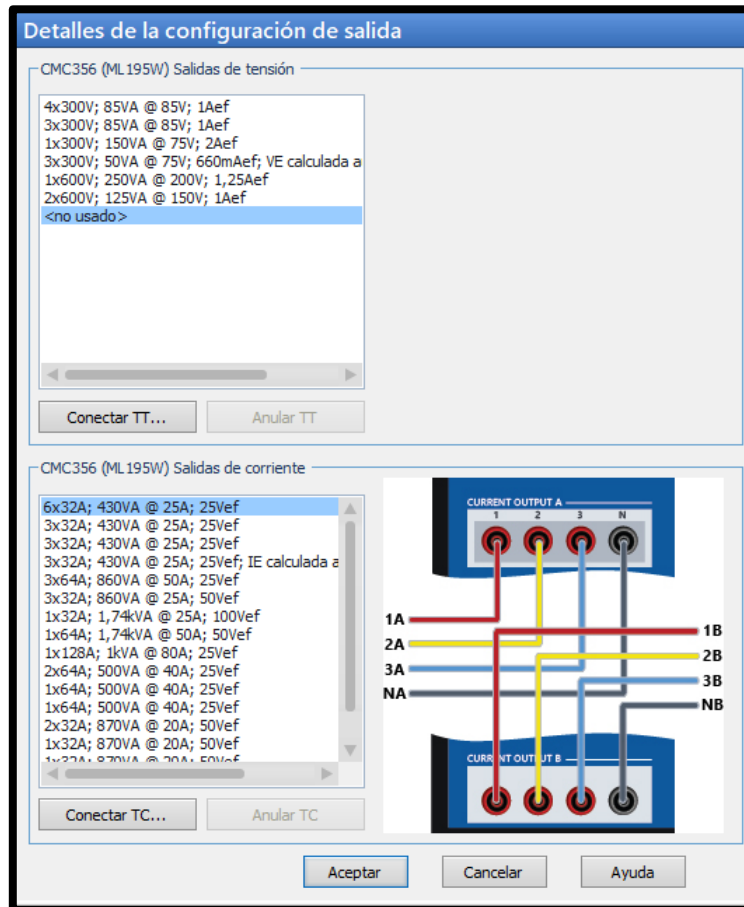 Detalles de la configuración de salida
CMC356 (ML195W) Salidas de tensión
4x300V; 85VA @ 85V; 1Aef
3x300V; 85VA @ 85V; 1Aef
1x300V; 150VA @ 75V; 2Aef
3x300V; 50VA @ 75V; 660mAef; VE calculada a
1x600V; 250VA @ 200V; 1,25Aef
2x600V; 125VA @ 150V; 1Aef
<no usado>
Conectar TT...
Anular TT
CMC356 (ML195W) Salidas de corriente
6x32A; 430VA @ 25A; 25Vef
3x32A; 430VA @ 25A; 25Vef
3x32A; 430VA @ 25A; 25Vef
3x32A; 430VA @ 25A; 25Vef; IE calculada a
3x64A; 860VA @ 50A; 25Vef
3x32A; 860VA @ 25A; 50Vef
1x32A; 1,74kVA @ 25A; 100Vef
1x64A; 1,74kVA @ 50A; 50Vef
1x128A; 1kVA @ 80A; 25Vef
2x64A; 500VA @ 40A; 25Vef
1x64A; 500VA @ 40A; 25Vef
1x64A; 500VA @ 40A; 25Vef
2x32A; 870VA @ 20A; 50Vef
1x32A; 870VA @ 20A; 50Vef
1x32A; 870VA @ 20A; 50Vef
Conectar TC...
Anular TC
CURRENT OUTPUT A
1 2 3 N
1A
2A
3A
NA
1B
2B
3B
NB
CURRENT OUTPUT B
Aceptar
Cancelar
Ayuda